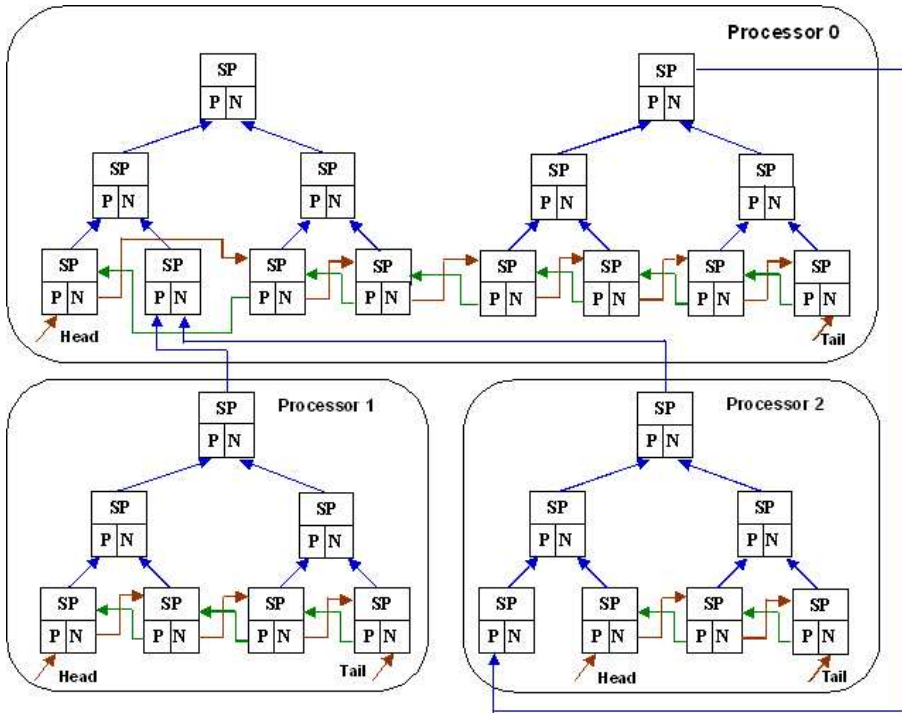 Processor 0
SP SP
P N P N
SP SP SP SP
P N P N P N P N
SP SP SP SP SP SP SP SP
P N P N P N P N P N P N P N P N
Head Tail
Processor 1
SP
P N
SP SP
P N P N
SP SP SP SP
P N P N P N P N
Head Tail
Processor 2
SP
P N
SP SP
P N P N
SP SP SP SP
P N P N P N P N
Head Tail